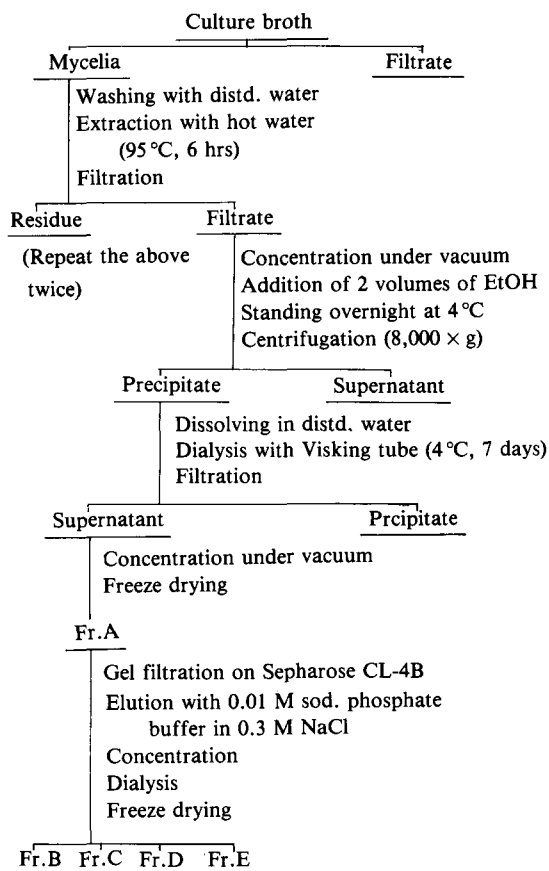 Culture broth
Mycelia Filtrate
Washing with distd. water
Extraction with hot water
(95 °C, 6 hrs)
Filtration
Residue Filtrate
(Repeat the above
twice)
Concentration under vacuum
Addition of 2 volumes of EtOH
Standing overnight at 4 °C
Centrifugation (8,000 × g)
Precipitate Supernatant
Dissolving in distd. water
Dialysis with Visking tube (4 °C, 7 days)
Filtration
Supernatant Prcipitate
Concentration under vacuum
Freeze drying
Fr.A
Gel filtration on Sepharose CL-4B
Elution with 0.01 M sod. phosphate
buffer in 0.3 M NaCl
Concentration
Dialysis
Freeze drying
Fr.B Fr.C Fr.D Fr.E